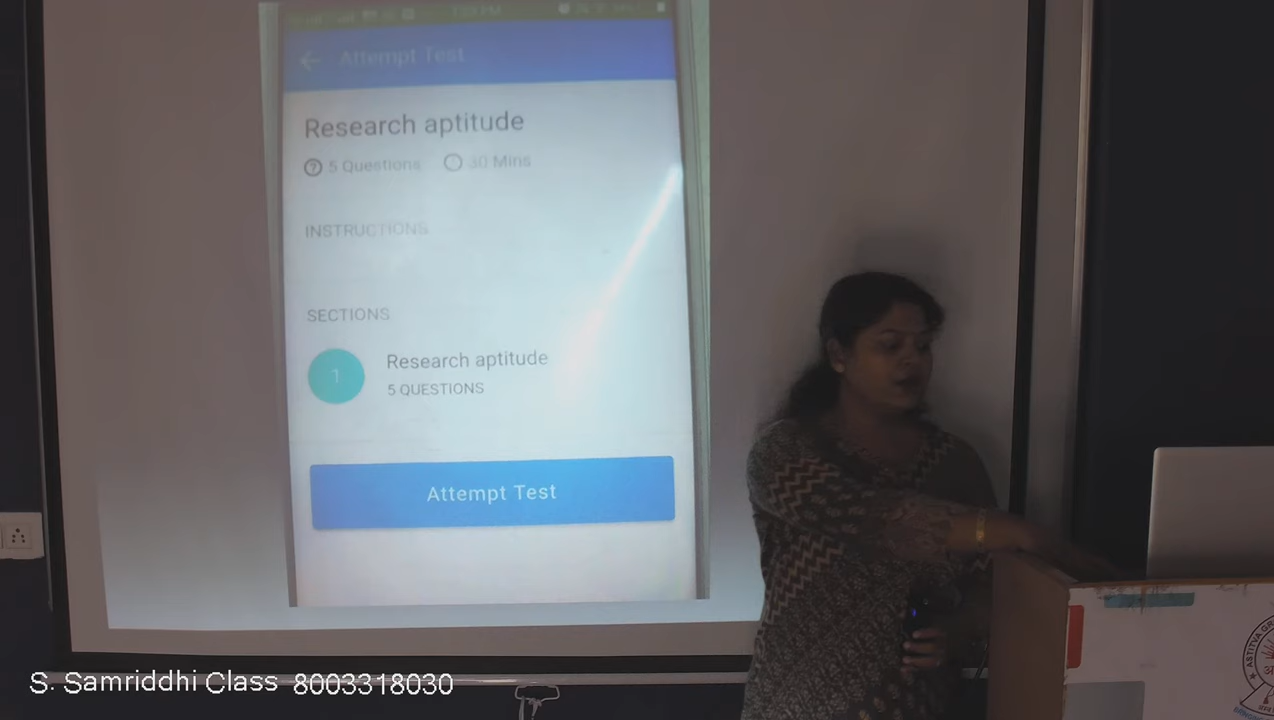 Attempt Test
Research aptitude
5 Questions 30 Mins
INSTRUCTIONS
SECTIONS
1
Research aptitude
5 QUESTIONS
Attempt Test
S. Samriddhi Class 8003318030
ASTITVA